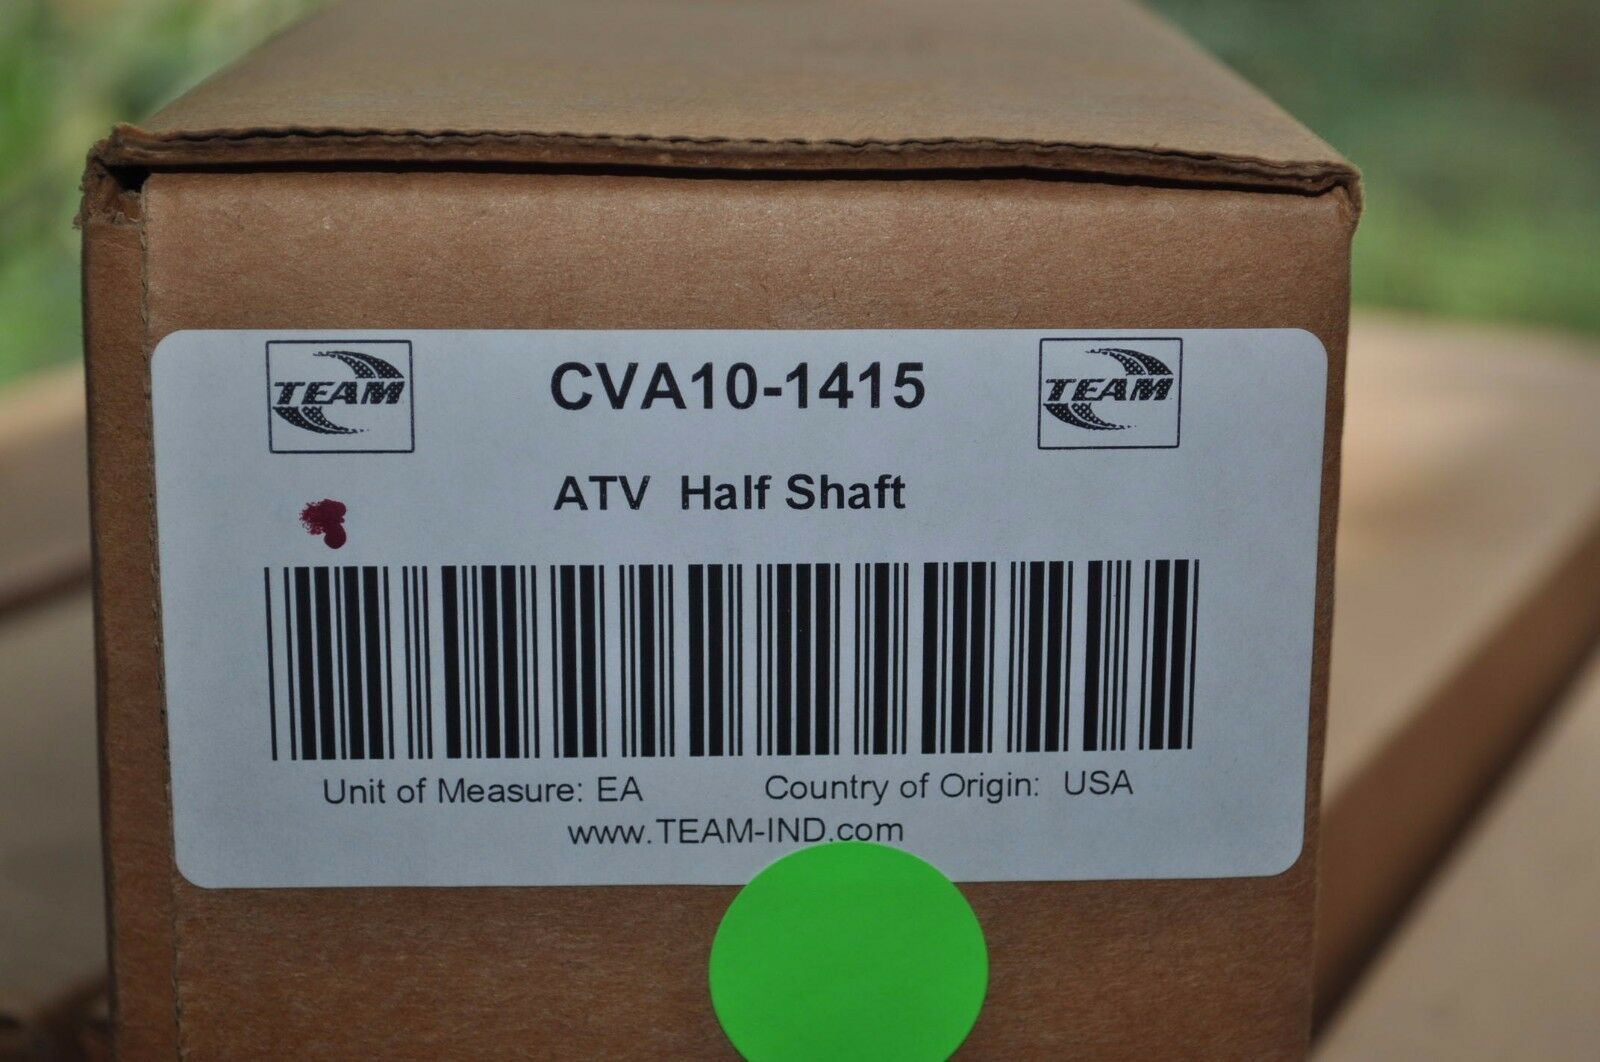 TEAM CVA10-1415 TEAM
ATV Half Shaft
Unit of Measure: EA Country of Origin: USA
www.TEAM-IND.com